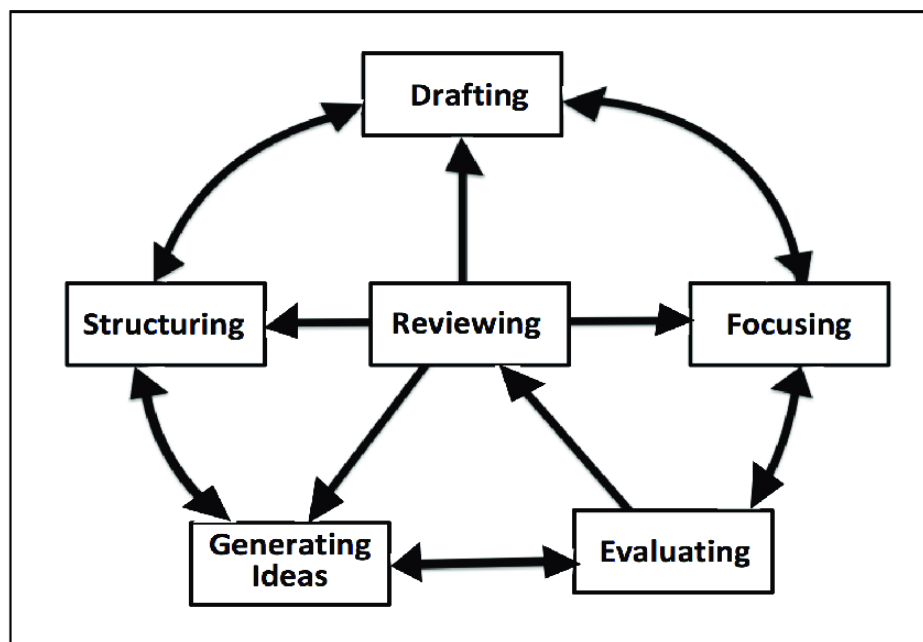 Drafting
Structuring
Reviewing
Focusing
Generating
Ideas
Evaluating